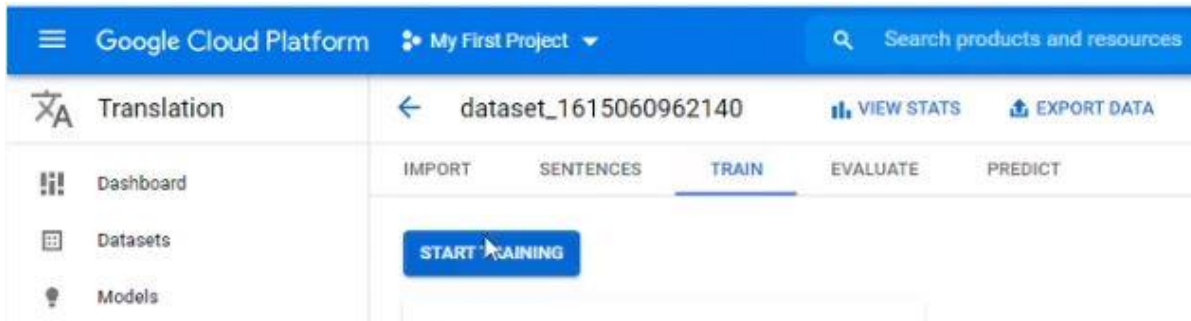 Google Cloud Platform My First Project Search products and resources
Translation dataset_1615060962140 VIEW STATS EXPORT DATA
IMPORT SENTENCES TRAIN EVALUATE PREDICT
Dashboard
Datasets
START TRAINING
Models